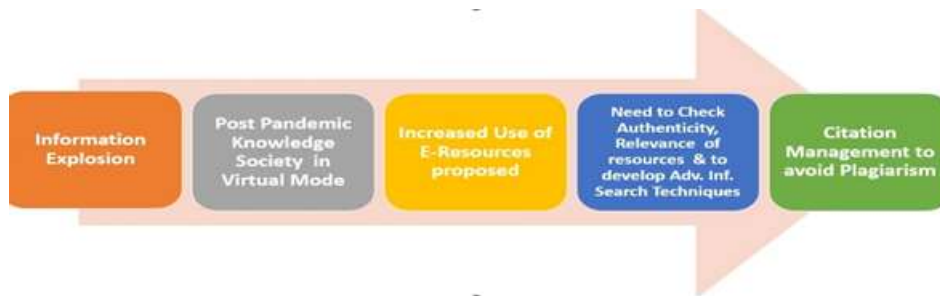 Information
Explosion
Post Pandemic
Knowledge
Society in
Virtual Mode
Increased Use of
E-Resources
proposed
Need to Check
Authenticity,
Relevance of
resources & to
develop Adv. Inf.
Search Techniques
Citation
Management to
avoid Plagiarism